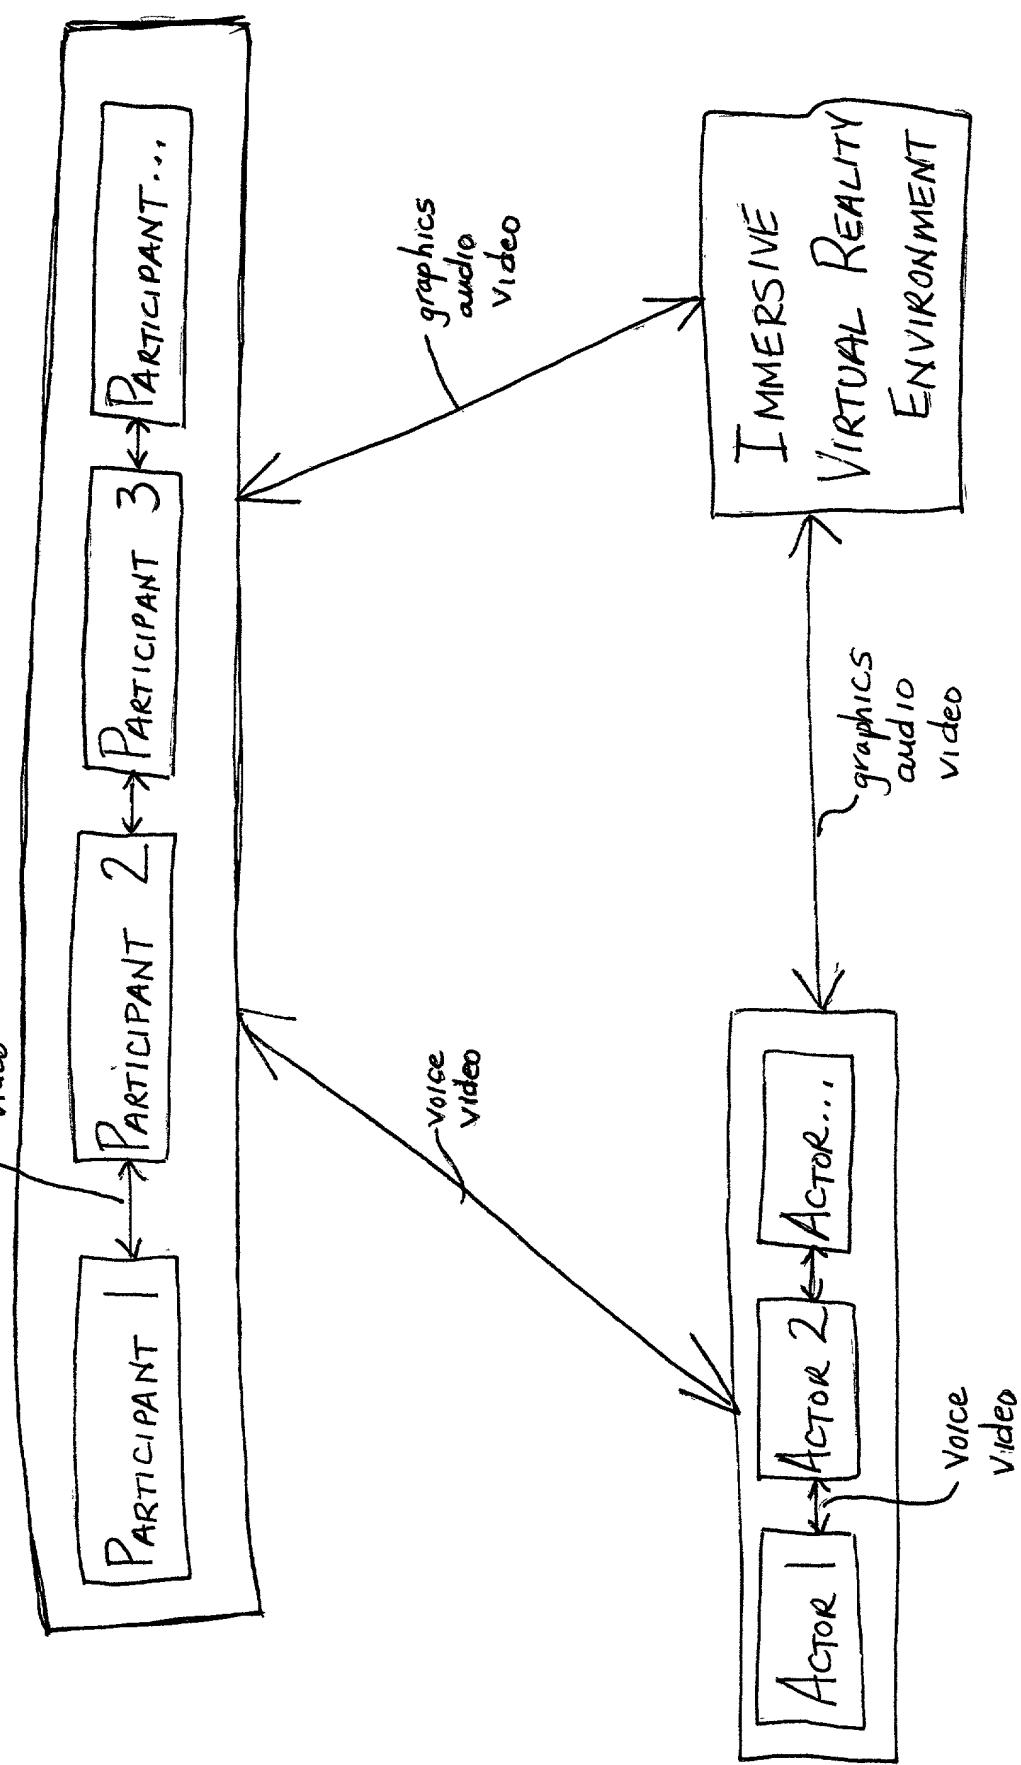 PARTICIPANT 1
PARTICIPANT 2
PARTICIPANT 3
PARTICIPANT...
voice
video
graphics
audio
video
ACTOR 1
ACTOR 2
ACTOR...
voice
video
graphics
audio
video
IMMERSIVE
VIRTUAL REALITY
ENVIRONMENT